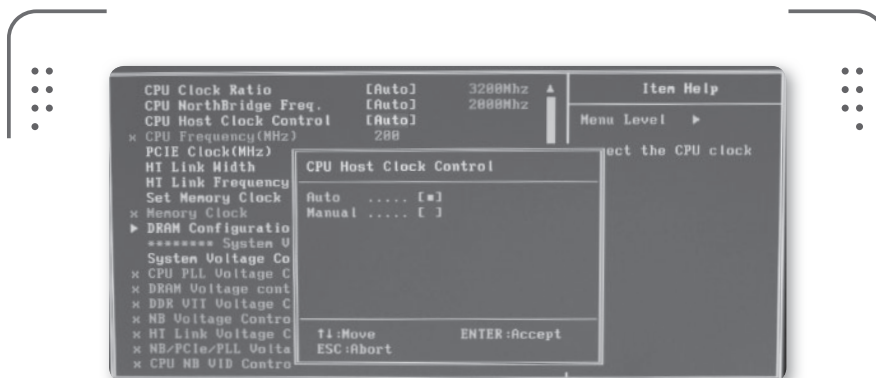 CPU Clock Ratio [Auto] 3200Mhz
CPU NorthBridge Freq. [Auto] 2000Mhz
CPU Host Clock Control [Auto]
x CPU Frequency(MHz) 200
PCIE Clock(MHz)
HT Link Width
HT Link Frequency
Set Memory Clock
x Memory Clock
▶ DRAM Configuratio
******** System V
System Voltage Co
x CPU PLL Voltage C
x DRAM Voltage cont
x DDR VTT Voltage C
x NB Voltage Contro
x HT Link Voltage C
x NB/PCIe/PLL Volta
x CPU NB VID Contro
CPU Host Clock Control
Auto ..... [■]
Manual ..... [ ]
↑↓:Move ENTER:Accept
ESC:Abort
Item Help
Menu Level ▶
ect the CPU clock